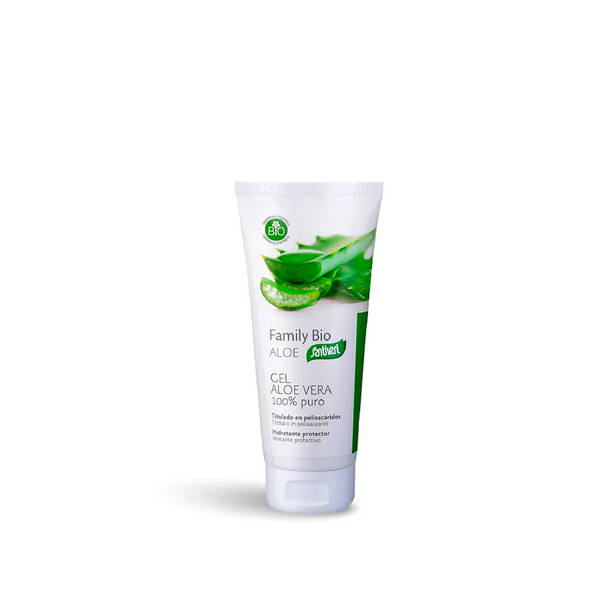 BIO
Family Bio
ALOE
Santiveri
GEL
ALOE VERA
100% puro
Titulado en polisacáridos
Titolato in polisaccaridi
Hidratante protector
Idratante protettivo